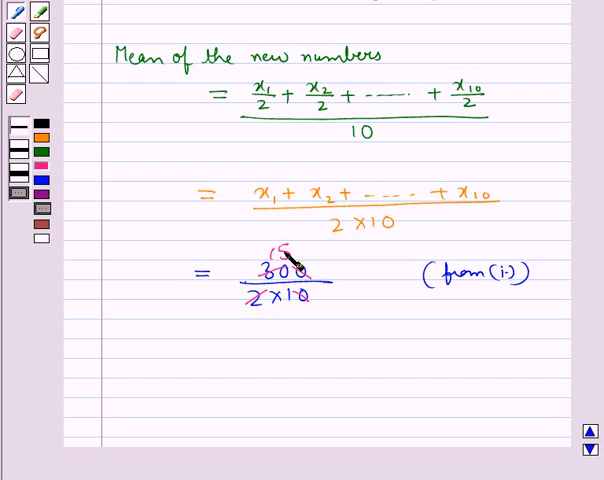 Mean of the new numbers
= x₁/2 + x₂/2 + ------ + x₁₀/2
10
= x₁ + x₂ + ------ + x₁₀
2 × 10
15
= 300 (from (i))
2 × 10